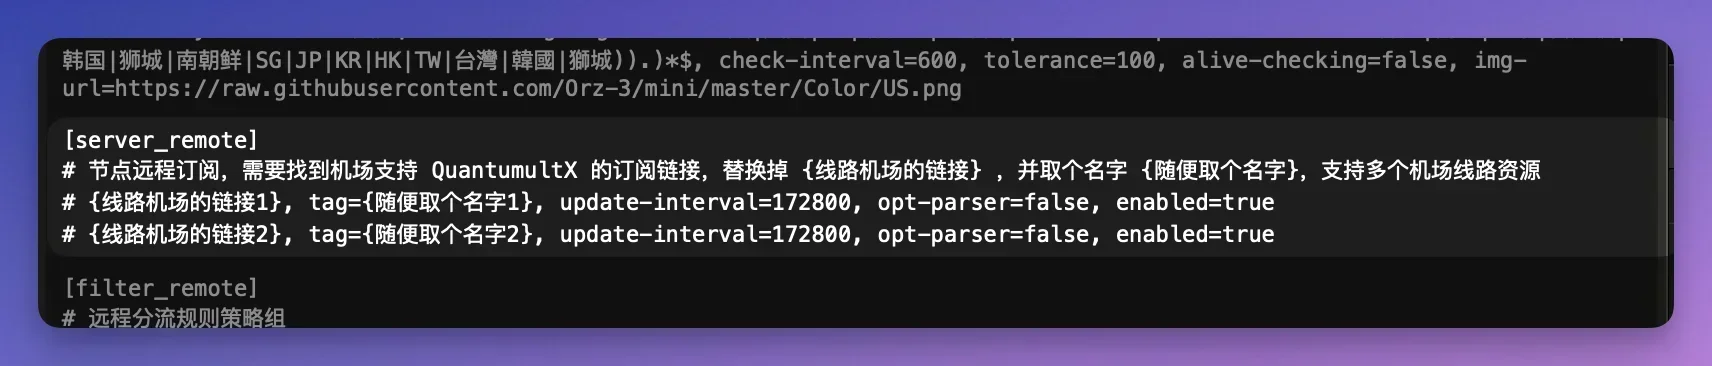 韩国|狮城|南朝鲜|SG|JP|KR|HK|TW|台灣|韓國|獅城)).)*$, check-interval=600, tolerance=100, alive-checking=false, img-
url=https://raw.githubusercontent.com/Orz-3/mini/master/Color/US.png
[server_remote]
# 节点远程订阅，需要找到机场支持 QuantumultX 的订阅链接，替换掉 {线路机场的链接} ，并取个名字 {随便取个名字}，支持多个机场线路资源
# {线路机场的链接1}, tag={随便取个名字1}, update-interval=172800, opt-parser=false, enabled=true
# {线路机场的链接2}, tag={随便取个名字2}, update-interval=172800, opt-parser=false, enabled=true
[filter_remote]
# 远程分流规则策略组